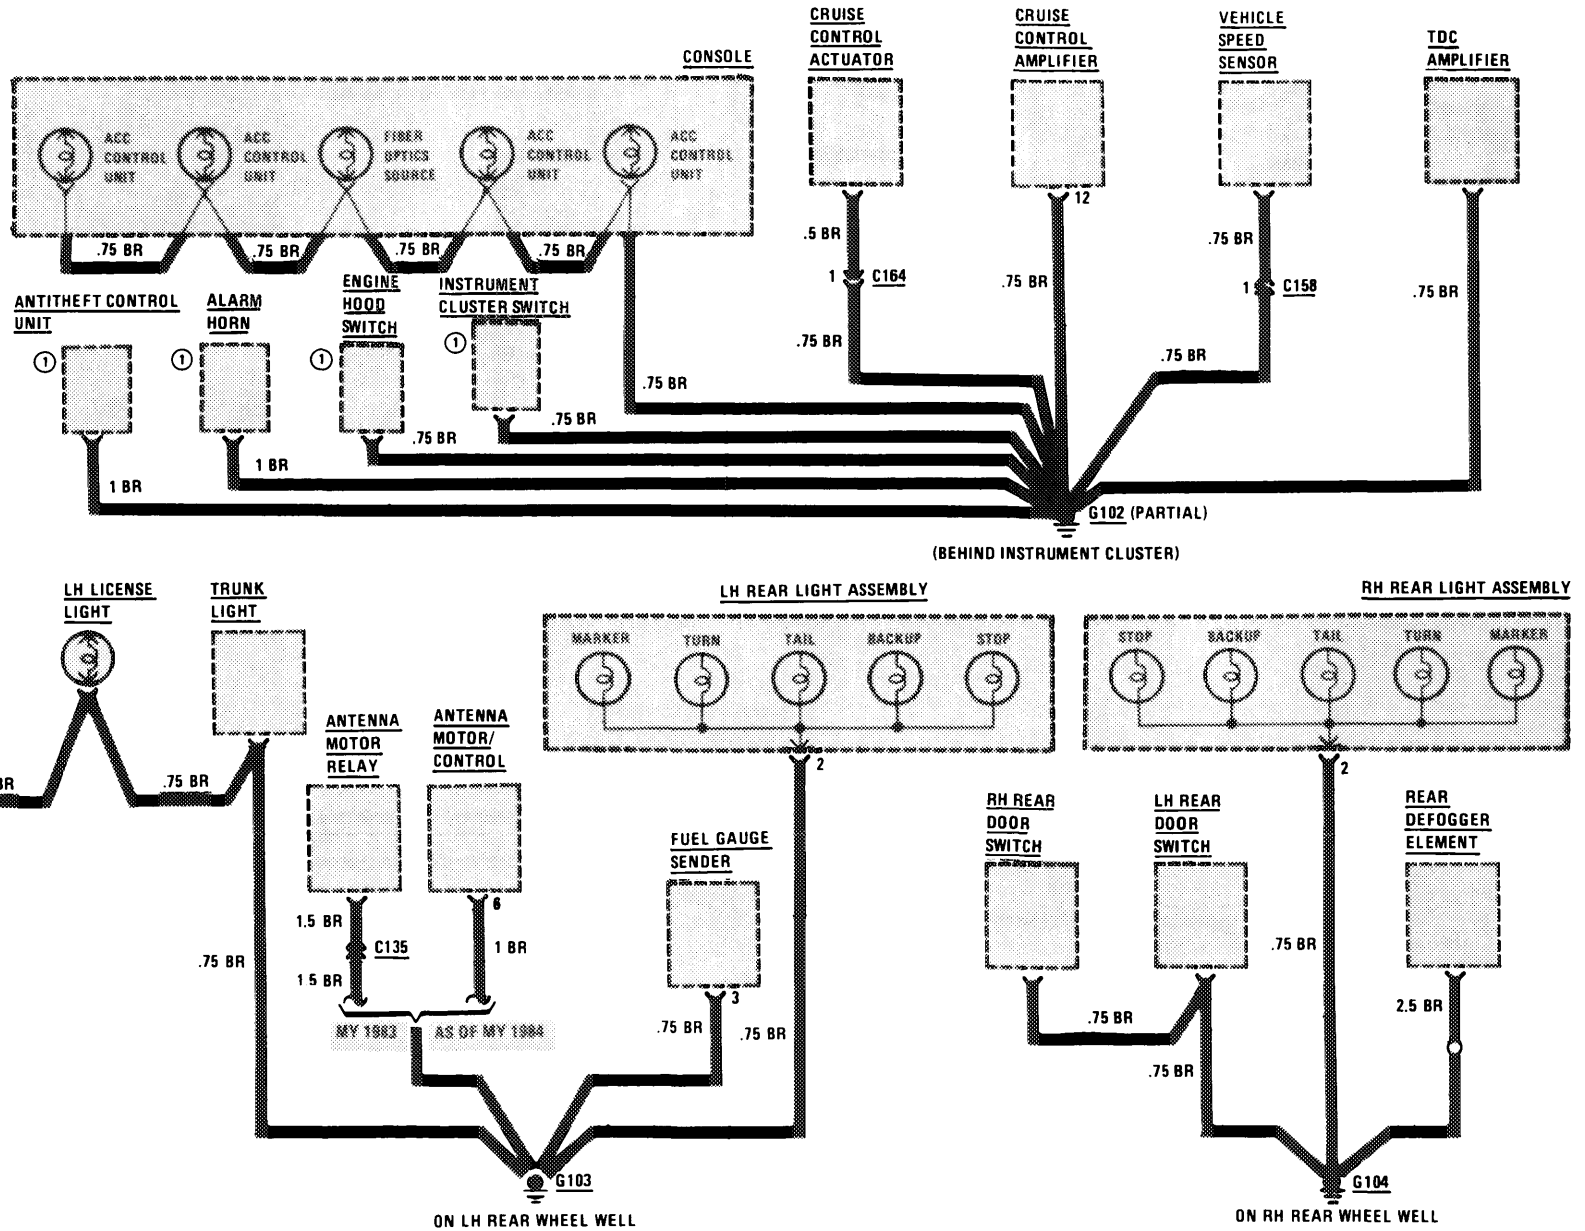 CRUISE
CONTROL
ACTUATOR
CRUISE
CONTROL
AMPLIFIER
VEHICLE
SPEED
SENSOR
TDC
AMPLIFIER
CONSOLE
ACC
CONTROL
UNIT
ACC
CONTROL
UNIT
FIBER
OPTICS
SOURCE
ACC
CONTROL
UNIT
ACC
CONTROL
UNIT
12
.75 BR
.75 BR
.75 BR
.75 BR
.5 BR
.75 BR
1 C164
.75 BR
1 C158
.75 BR
.75 BR
.75 BR
.75 BR
ANTITHEFT CONTROL
UNIT
1
ALARM
HORN
1
ENGINE
HOOD
SWITCH
1
INSTRUMENT
CLUSTER SWITCH
1
.75 BR
.75 BR
.75 BR
1 BR
1 BR
G102 (PARTIAL)
(BEHIND INSTRUMENT CLUSTER)
LH LICENSE
LIGHT
TRUNK
LIGHT
LH REAR LIGHT ASSEMBLY
RH REAR LIGHT ASSEMBLY
MARKER
TURN
TAIL
BACKUP
STOP
STOP
BACKUP
TAIL
TURN
MARKER
2
2
BR
.75 BR
ANTENNA
MOTOR
RELAY
ANTENNA
MOTOR/
CONTROL
FUEL GAUGE
SENDER
RH REAR
DOOR
SWITCH
LH REAR
DOOR
SWITCH
REAR
DEFOGGER
ELEMENT
1.5 BR
C135
1 5 BR
6
1 BR
.75 BR
3
.75 BR
.75 BR
.75 BR
2.5 BR
.75 BR
.75 BR
MY 1983
AS OF MY 1984
G103
ON LH REAR WHEEL WELL
G104
ON RH REAR WHEEL WELL